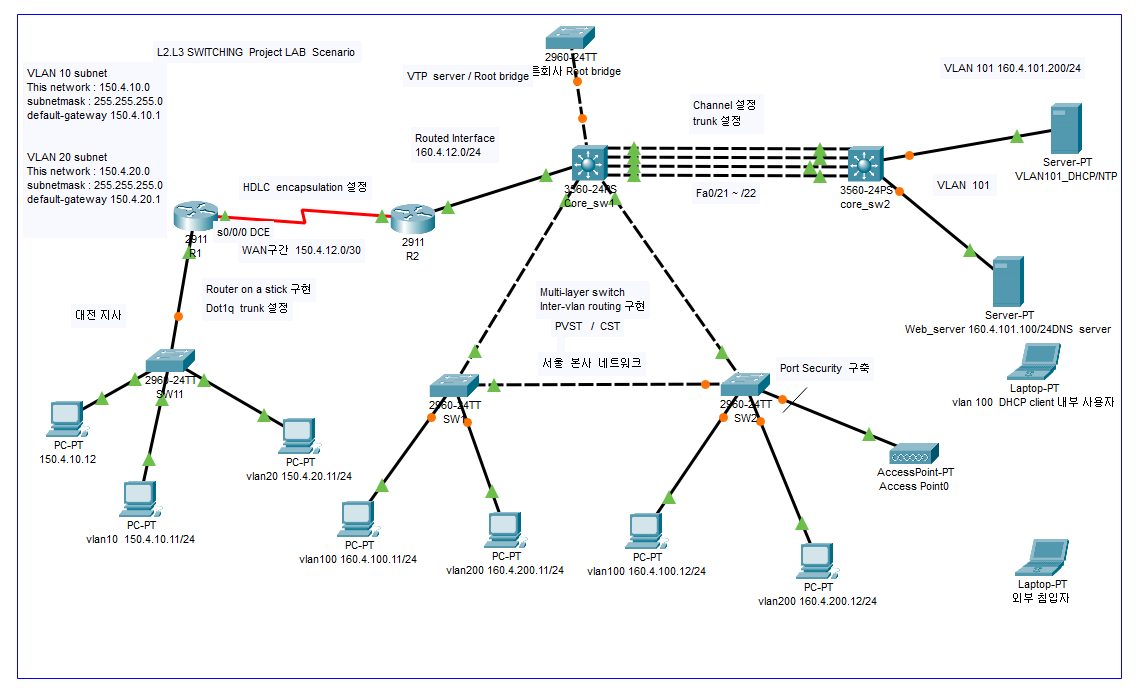 L2.L3 SWITCHING Project LAB Scenario
VLAN 10 subnet
This network : 150.4.10.0
subnetmask : 255.255.255.0
default-gateway 150.4.10.1
VLAN 20 subnet
This network : 150.4.20.0
subnetmask : 255.255.255.0
default-gateway 150.4.20.1
2960-24TT
Root bridge
VTP server / Root bridge
Channel 설정
trunk 설정
VLAN 101 160.4.101.200/24
Routed Interface
160.4.12.0/24
3560-24PS
Core_sw1
Fa0/21 ~ /22
3560-24PS
core_sw2
Server-PT
VLAN101_DHCP/NTP
VLAN 101
HDLC encapsulation 설정
s0/0/0 DCE
2911
R1
2911
R2
WAN구간 150.4.12.0/30
Router on a stick 구현
Dot1q trunk 설정
대전 지사
Multi-layer switch
Inter-vlan routing 구현
PVST / CST
서울 본사 네트워크
Server-PT
Web_server 160.4.101.100/24DNS server
Port Security 구축
Laptop-PT
vlan 100 DHCP client 내부 사용자
2960-24TT
SW11
2960-24TT
SW1
2960-24TT
SW2
PC-PT
150.4.10.12
PC-PT
vlan20 150.4.20.11/24
PC-PT
vlan10 150.4.10.11/24
PC-PT
vlan100 160.4.100.11/24
PC-PT
vlan200 160.4.200.11/24
PC-PT
vlan100 160.4.100.12/24
PC-PT
vlan200 160.4.200.12/24
AccessPoint-PT
Access Point0
Laptop-PT
외부 침입자